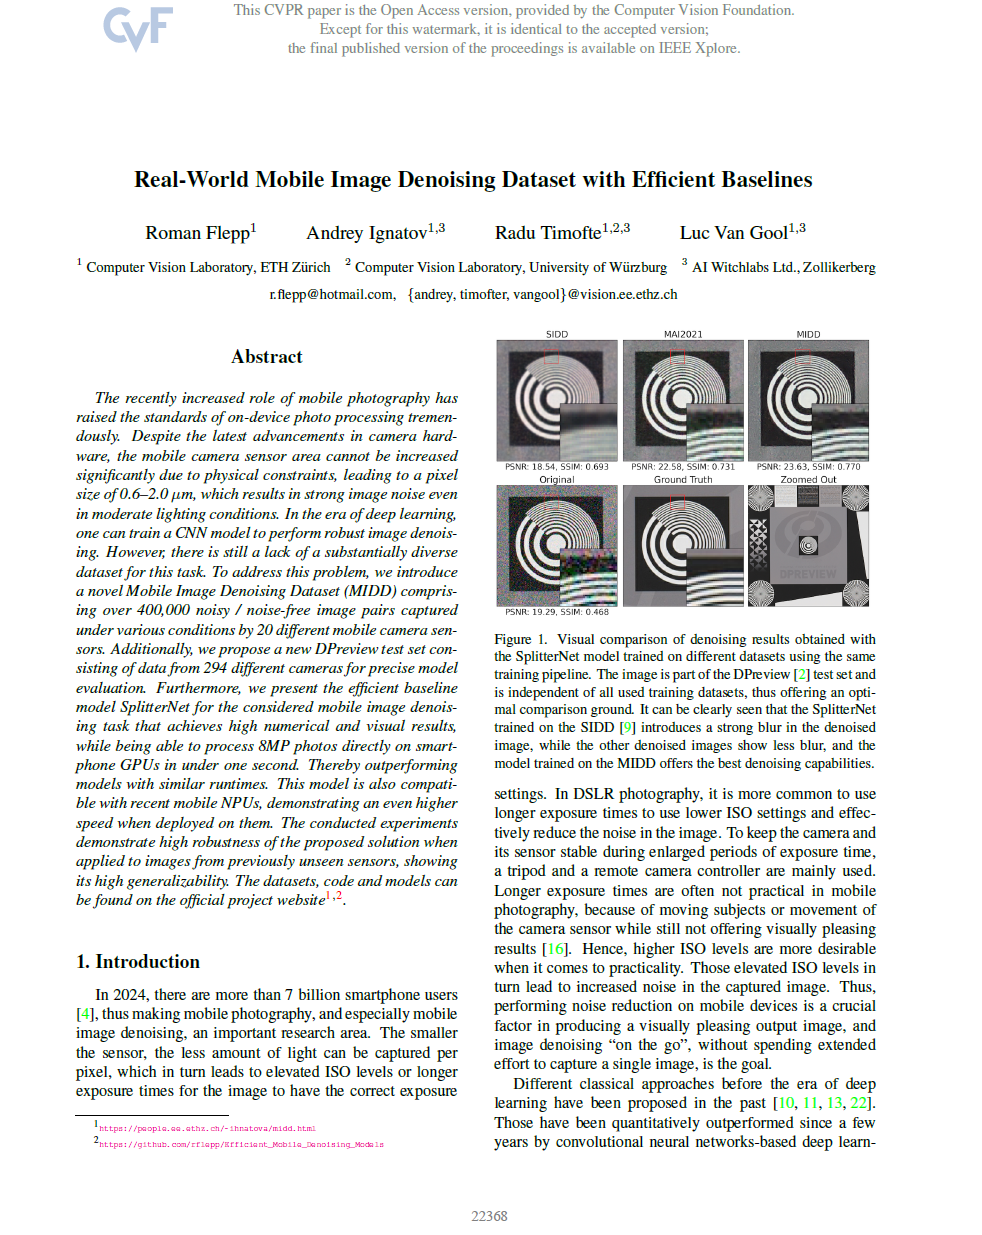 CVF
This CVPR paper is the Open Access version, provided by the Computer Vision Foundation.
Except for this watermark, it is identical to the accepted version;
the final published version of the proceedings is available on IEEE Xplore.
Real-World Mobile Image Denoising Dataset with Efficient Baselines
Roman Flepp1 Andrey Ignatov1,3 Radu Timofte1,2,3 Luc Van Gool1,3
1 Computer Vision Laboratory, ETH Zürich 2 Computer Vision Laboratory, University of Würzburg 3 AI Witchlabs Ltd., Zollikerberg
r.flepp@hotmail.com, {andrey, timofter, vangool}@vision.ee.ethz.ch
Abstract
The recently increased role of mobile photography has
raised the standards of on-device photo processing tremen-
dously. Despite the latest advancements in camera hard-
ware, the mobile camera sensor area cannot be increased
significantly due to physical constraints, leading to a pixel
size of 0.6–2.0 μm, which results in strong image noise even
in moderate lighting conditions. In the era of deep learning,
one can train a CNN model to perform robust image denois-
ing. However, there is still a lack of a substantially diverse
dataset for this task. To address this problem, we introduce
a novel Mobile Image Denoising Dataset (MIDD) compris-
ing over 400,000 noisy / noise-free image pairs captured
under various conditions by 20 different mobile camera sen-
sors. Additionally, we propose a new DPreview test set con-
sisting of data from 294 different cameras for precise model
evaluation. Furthermore, we present the efficient baseline
model SplitterNet for the considered mobile image denois-
ing task that achieves high numerical and visual results,
while being able to process 8MP photos directly on smart-
phone GPUs in under one second. Thereby outperforming
models with similar runtimes. This model is also compati-
ble with recent mobile NPUs, demonstrating an even higher
speed when deployed on them. The conducted experiments
demonstrate high robustness of the proposed solution when
applied to images from previously unseen sensors, showing
its high generalizability. The datasets, code and models can
be found on the official project website1,2.
1. Introduction
In 2024, there are more than 7 billion smartphone users
[4], thus making mobile photography, and especially mobile
image denoising, an important research area. The smaller
the sensor, the less amount of light can be captured per
pixel, which in turn leads to elevated ISO levels or longer
exposure times for the image to have the correct exposure
1https://people.ee.ethz.ch/~ihnatova/midd.html
2https://github.com/rflepp/Efficient_Mobile_Denoising_Models
SIDD MAI2021 MIDD
PSNR: 18.54, SSIM: 0.693 PSNR: 22.58, SSIM: 0.731 PSNR: 23.63, SSIM: 0.770
Original Ground Truth Zoomed Out
DPREVIEW
PSNR: 19.29, SSIM: 0.468
Figure 1. Visual comparison of denoising results obtained with
the SplitterNet model trained on different datasets using the same
training pipeline. The image is part of the DPreview [2] test set and
is independent of all used training datasets, thus offering an opti-
mal comparison ground. It can be clearly seen that the SplitterNet
trained on the SIDD [9] introduces a strong blur in the denoised
image, while the other denoised images show less blur, and the
model trained on the MIDD offers the best denoising capabilities.
settings. In DSLR photography, it is more common to use
longer exposure times to use lower ISO settings and effec-
tively reduce the noise in the image. To keep the camera and
its sensor stable during enlarged periods of exposure time,
a tripod and a remote camera controller are mainly used.
Longer exposure times are often not practical in mobile
photography, because of moving subjects or movement of
the camera sensor while still not offering visually pleasing
results [16]. Hence, higher ISO levels are more desirable
when it comes to practicality. Those elevated ISO levels in
turn lead to increased noise in the captured image. Thus,
performing noise reduction on mobile devices is a crucial
factor in producing a visually pleasing output image, and
image denoising “on the go”, without spending extended
effort to capture a single image, is the goal.
Different classical approaches before the era of deep
learning have been proposed in the past [10, 11, 13, 22].
Those have been quantitatively outperformed since a few
years by convolutional neural networks-based deep learn-
22368